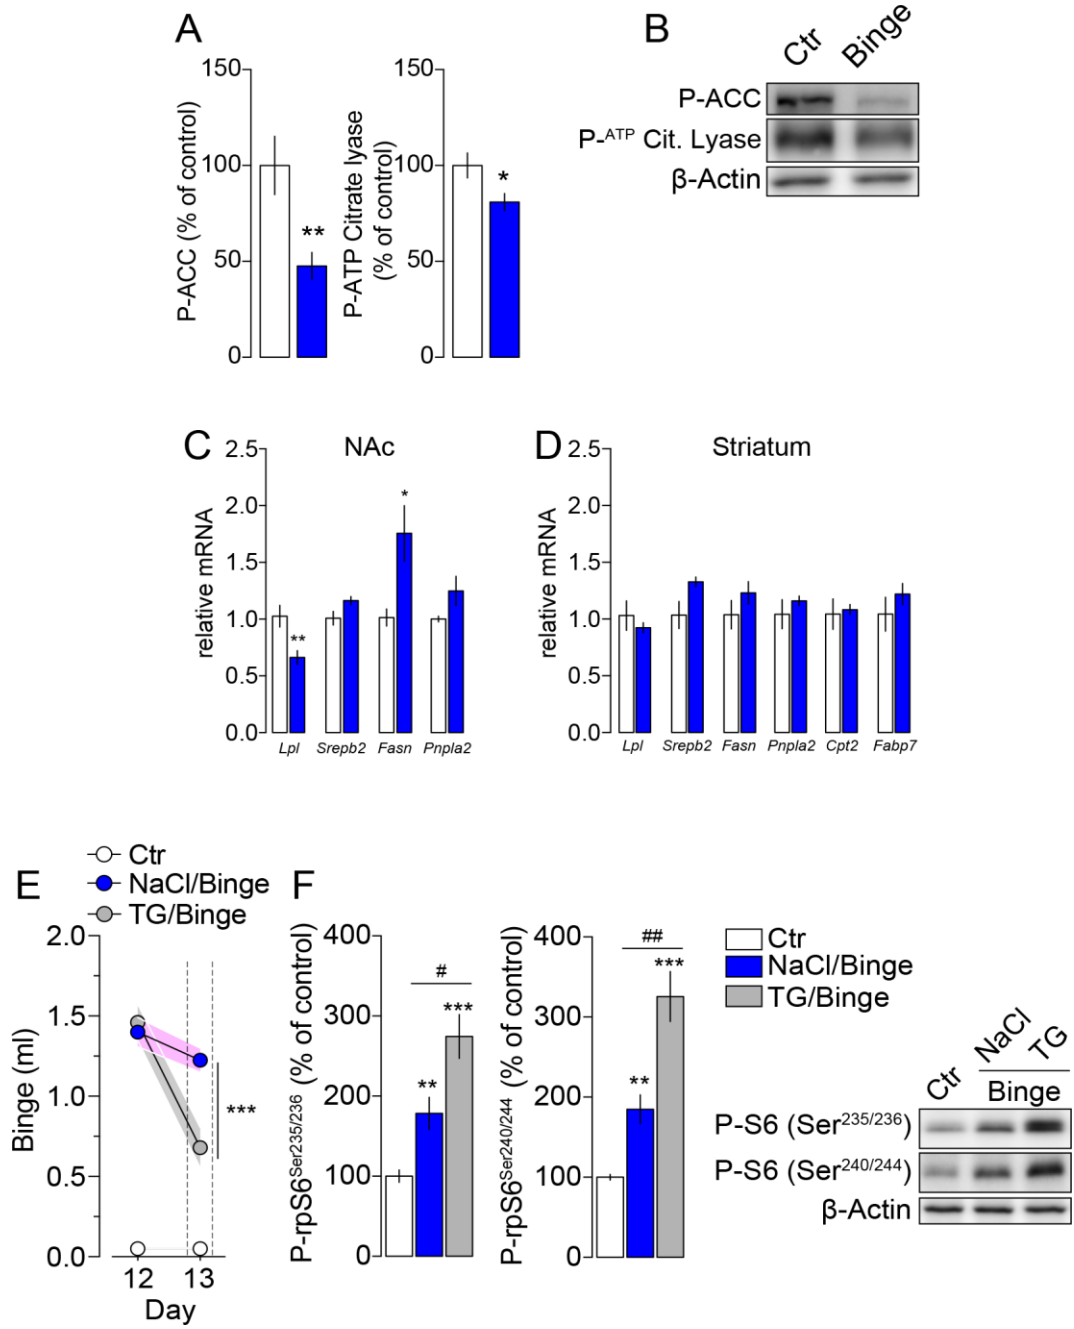 A
P-ACC (% of control)
150
100
50
0
**
P-ATP Citrate lyase
(% of control)
150
100
50
0
*
B
Ctr Binge
P-ACC
P-ATP Cit. Lyase
β-Actin
C
NAc
relative mRNA
2.5
2.0
1.5
1.0
0.5
0.0
**
*
Lpl Srepb2 Fasn Pnpla2
D
Striatum
relative mRNA
2.5
2.0
1.5
1.0
0.5
0.0
Lpl Srepb2 Fasn Pnpla2 Cpt2 Fabp7
E
Ctr
NaCl/Binge
TG/Binge
Binge (ml)
2.0
1.5
1.0
0.5
0.0
***
12 13
Day
F
P-rpS6Ser235/236 (% of control)
400
300
200
100
0
#
**
***
P-rpS6Ser240/244 (% of control)
400
300
200
100
0
##
**
***
Ctr
NaCl/Binge
TG/Binge
Ctr NaCl TG
Binge
P-S6 (Ser235/236)
P-S6 (Ser240/244)
β-Actin